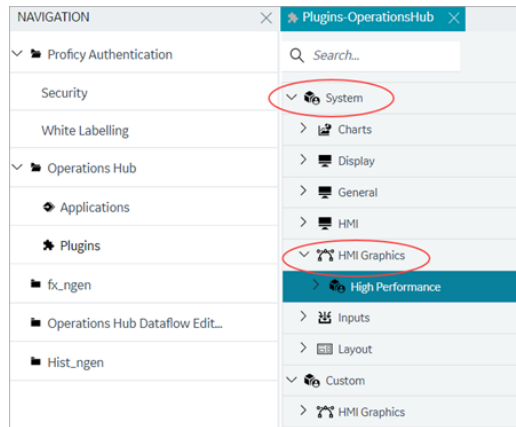 NAVIGATION
Proficy Authentication
Security
White Labelling
Operations Hub
Applications
Plugins
fx_ngen
Operations Hub Dataflow Edit...
Hist_ngen
Plugins-OperationsHub
Search...
System
Charts
Display
General
HMI
HMI Graphics
High Performance
Inputs
Layout
Custom
HMI Graphics